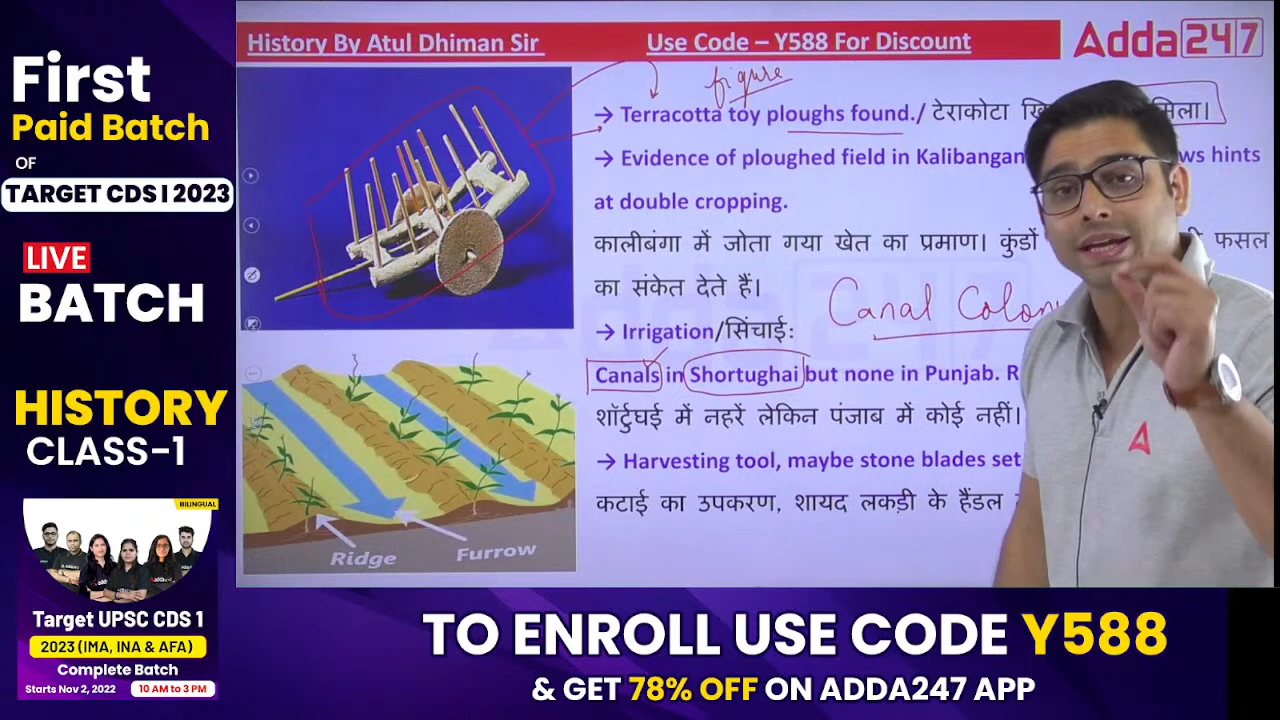 First
Paid Batch
OF
TARGET CDS I 2023
LIVE
BATCH
HISTORY
CLASS-1
BILINGUAL
Target UPSC CDS 1
2023 (IMA, INA & AFA)
Complete Batch
Starts Nov 2, 2022 10 AM to 3 PM
History By Atul Dhiman Sir Use Code – Y588 For Discount
Adda247
figure
→ Terracotta toy ploughs found./ टेराकोटा मिला।
→ Evidence of ploughed field in Kalibangan hints
at double cropping.
कालीबंगा में जोता गया खेत का प्रमाण। कुंडों फसल
का संकेत देते हैं।
Canal
→ Irrigation/सिंचाई:
Canals in Shortughai but none in Punjab.
शॉर्टुघई में नहरें लेकिन पंजाब में कोई नहीं।
→ Harvesting tool, maybe stone blades set
कटाई का उपकरण, शायद लकड़ी के हैंडल
Ridge
Furrow
TO ENROLL USE CODE Y588
& GET 78% OFF ON ADDA247 APP